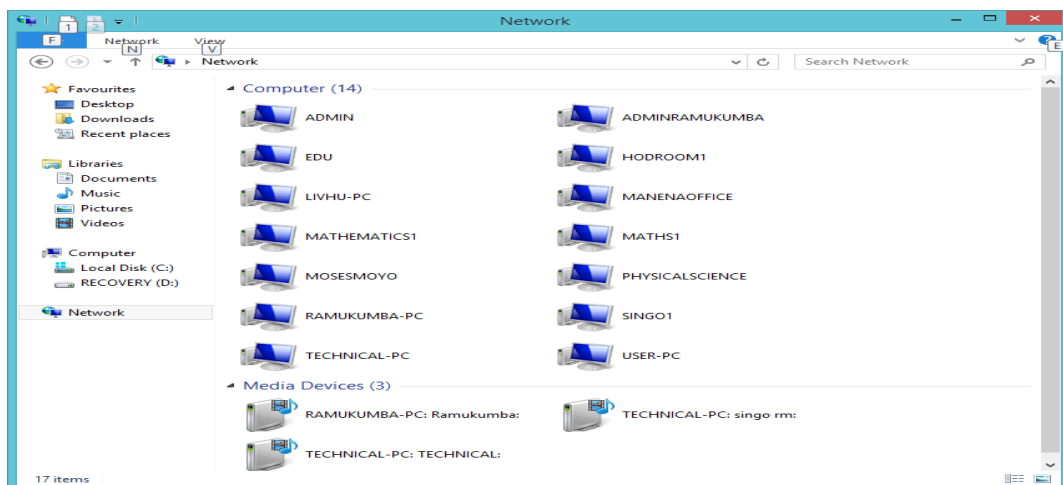 Network
1 2
F Network View E
N V
Network Search Network
Favourites
Desktop
Downloads
Recent places
Libraries
Documents
Music
Pictures
Videos
Computer
Local Disk (C:)
RECOVERY (D:)
Network
Computer (14)
ADMIN ADMINRAMUKUMBA
EDU HODROOM1
LIVHU-PC MANENAOFFICE
MATHEMATICS1 MATHS1
MOSESMOYO PHYSICALSCIENCE
RAMUKUMBA-PC SINGO1
TECHNICAL-PC USER-PC
Media Devices (3)
RAMUKUMBA-PC: Ramukumba: TECHNICAL-PC: singo rm:
TECHNICAL-PC: TECHNICAL:
17 items